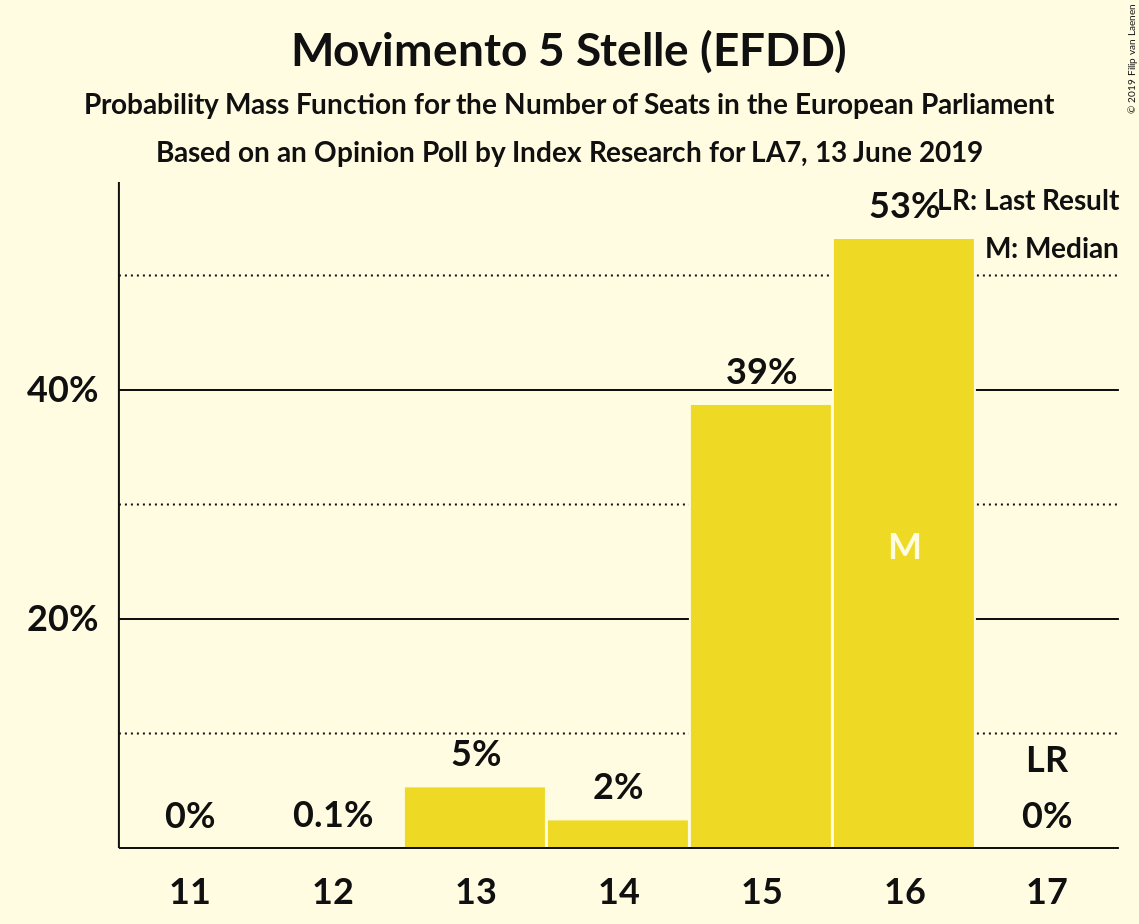 Movimento 5 Stelle (EFDD)
Probability Mass Function for the Number of Seats in the European Parliament
Based on an Opinion Poll by Index Research for LA7, 13 June 2019
© 2019 Filip van Laenen
LR: Last Result
M: Median
53%
39%
40%
M
20%
5%
2%
LR
0%
0.1%
0%
11 12 13 14 15 16 17